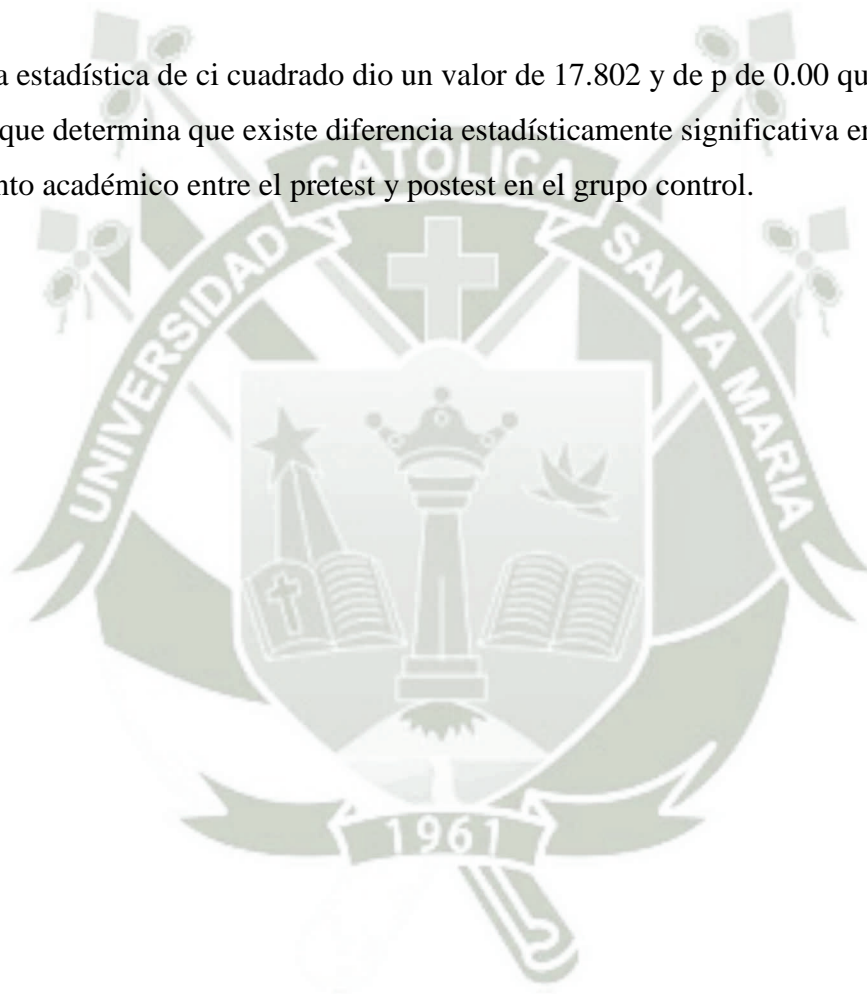 a estadística de ci cuadrado dio un valor de 17.802 y de p de 0.00 qu
que determina que existe diferencia estadísticamente significativa en
nto académico entre el pretest y postest en el grupo control.
CATÓLICA
UNIVERSIDAD
SANTA MARIA
1961